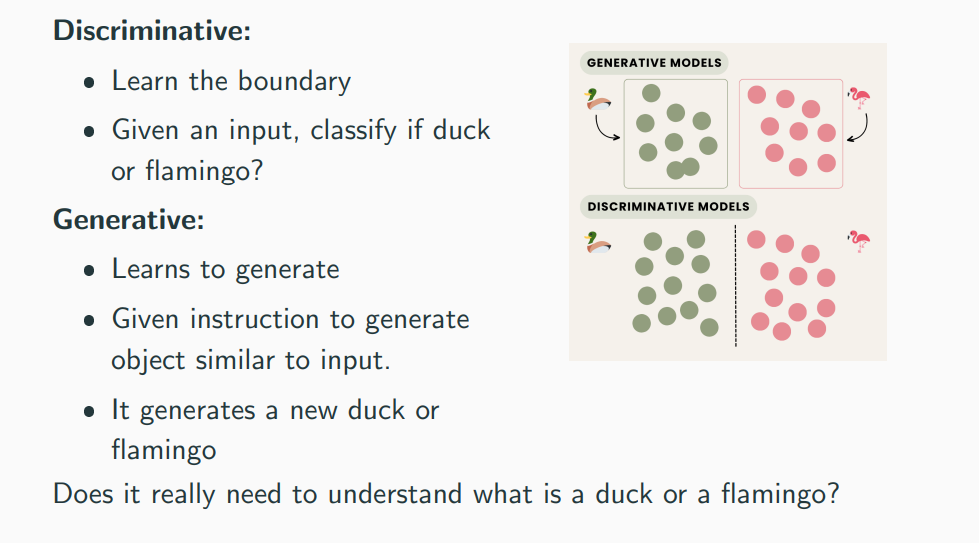 Discriminative:
• Learn the boundary
• Given an input, classify if duck
or flamingo?
Generative:
• Learns to generate
• Given instruction to generate
object similar to input.
• It generates a new duck or
flamingo
Does it really need to understand what is a duck or a flamingo?
GENERATIVE MODELS
DISCRIMINATIVE MODELS